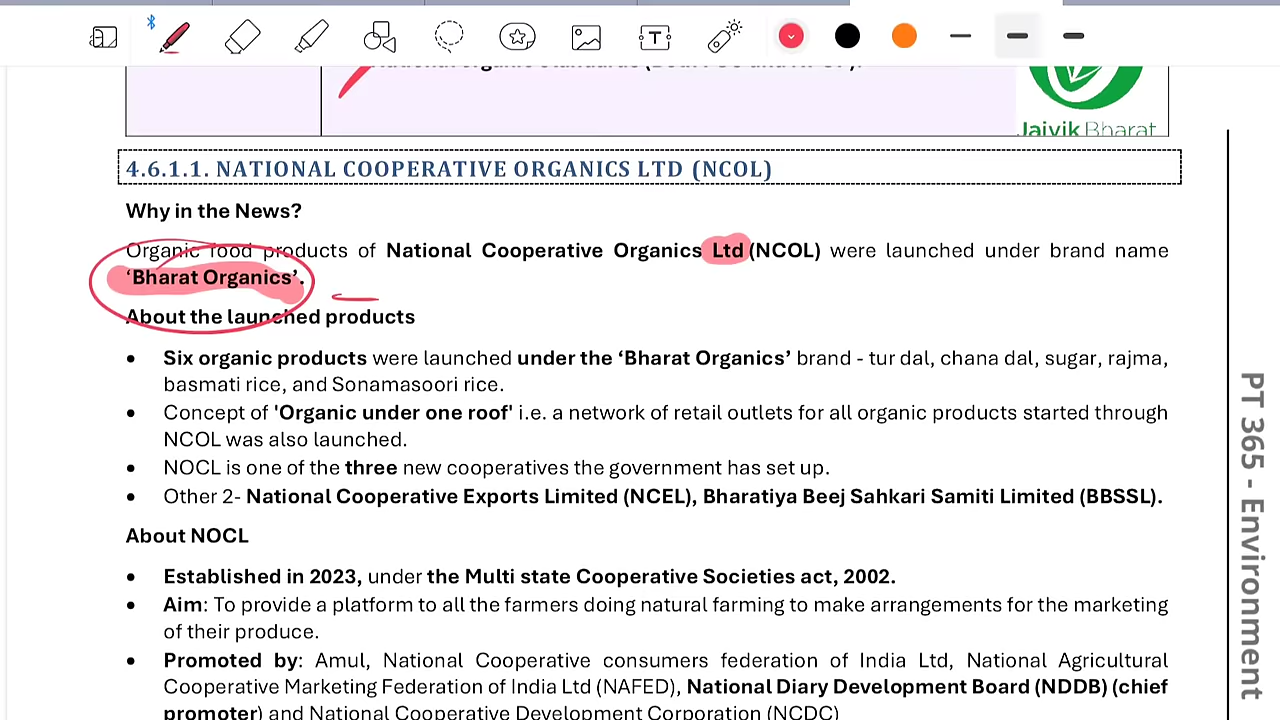 Jaivik Bharat
4.6.1.1. NATIONAL COOPERATIVE ORGANICS LTD (NCOL)
Why in the News?
Organic food products of National Cooperative Organics Ltd (NCOL) were launched under brand name
‘Bharat Organics’.
About the launched products
• Six organic products were launched under the ‘Bharat Organics’ brand - tur dal, chana dal, sugar, rajma,
basmati rice, and Sonamasoori rice.
• Concept of 'Organic under one roof' i.e. a network of retail outlets for all organic products started through
NCOL was also launched.
• NOCL is one of the three new cooperatives the government has set up.
• Other 2- National Cooperative Exports Limited (NCEL), Bharatiya Beej Sahkari Samiti Limited (BBSSL).
About NOCL
• Established in 2023, under the Multi state Cooperative Societies act, 2002.
• Aim: To provide a platform to all the farmers doing natural farming to make arrangements for the marketing
of their produce.
• Promoted by: Amul, National Cooperative consumers federation of India Ltd, National Agricultural
Cooperative Marketing Federation of India Ltd (NAFED), National Diary Development Board (NDDB) (chief
promoter) and National Cooperative Development Corporation (NCDC)
PT 365 - Environment